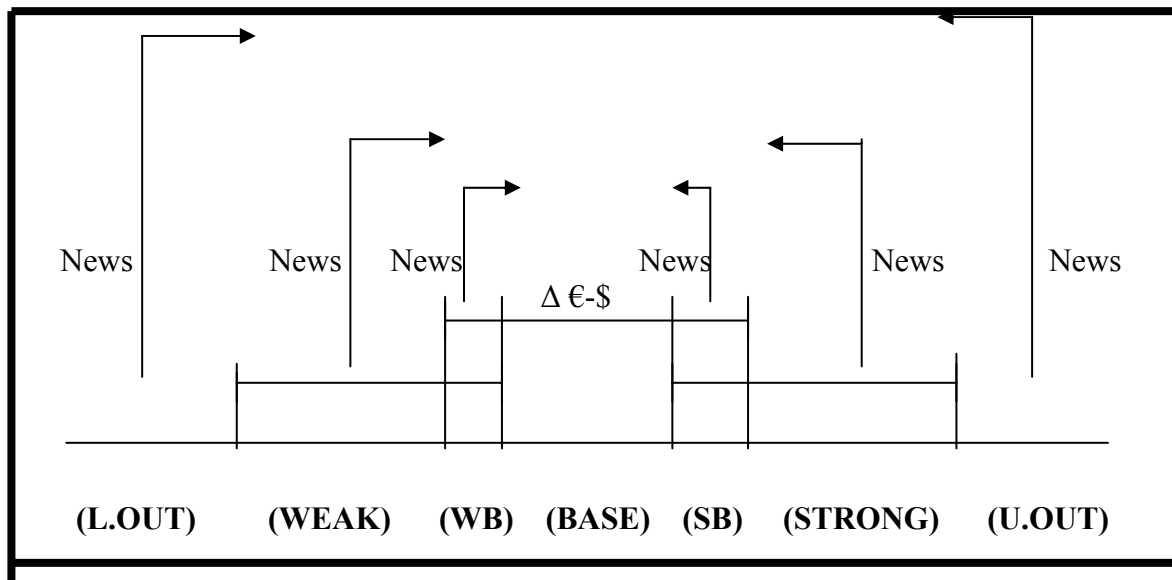 News News News News News News
Δ €-$
(L.OUT) (WEAK) (WB) (BASE) (SB) (STRONG) (U.OUT)